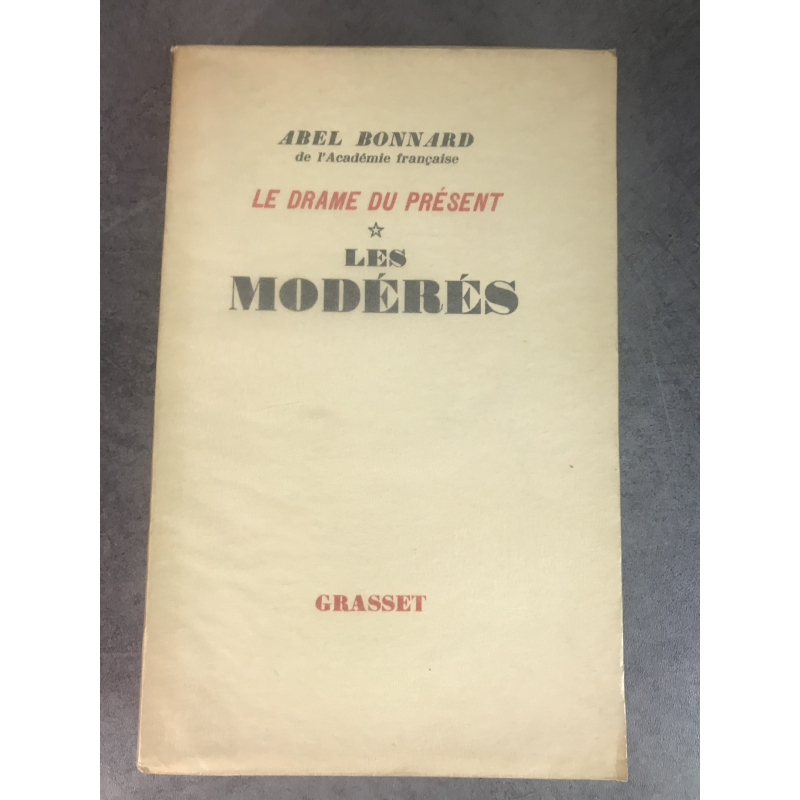 ABEL BONNARD
de l'Académie française
LE DRAME DU PRÉSENT
LES
MODÉRÉS
GRASSET